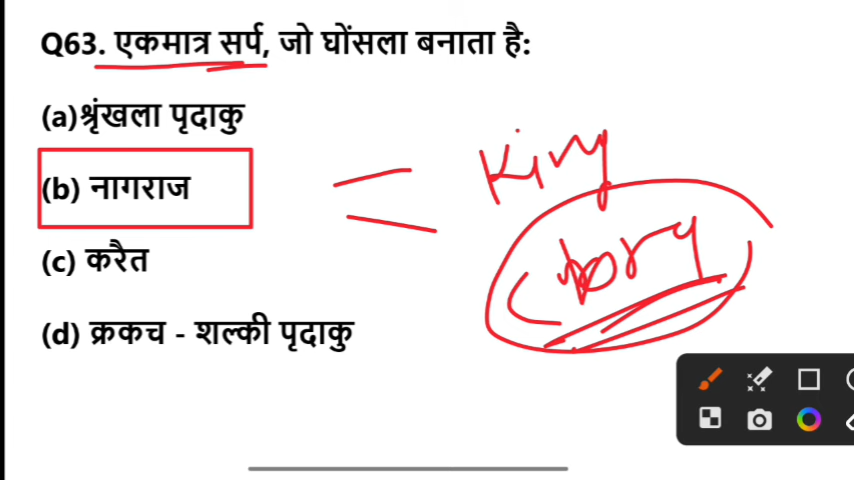 Q63. एकमात्र सर्प, जो घोंसला बनाता है:
(a)श्रृंखला पृदाकु
(b) नागराज
King
(c) करैत
(d) क्रकच - शल्की पृदाकु